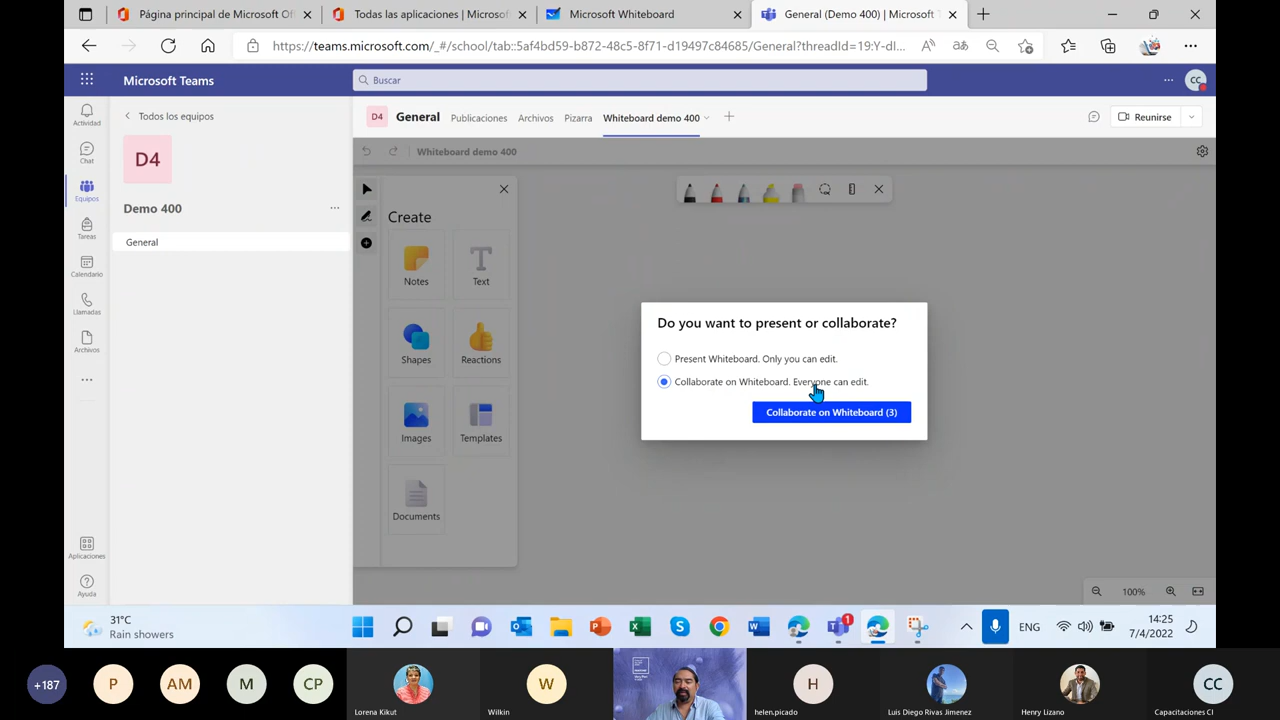 Página principal de Microsoft Of
Todas las aplicaciones | Microsof
Microsoft Whiteboard
General (Demo 400) | Microsoft T
https://teams.microsoft.com/_#/school/tab::5af4bd59-b872-48c5-8f71-d19497c84685/General?threadId=19:Y-dI...
Microsoft Teams
Buscar
CC
Actividad
Chat
Equipos
Tareas
Calendario
Llamadas
Archivos
Aplicaciones
Ayuda
Todos los equipos
D4
Demo 400
General
D4
General
Publicaciones
Archivos
Pizarra
Whiteboard demo 400
Reunirse
Whiteboard demo 400
Create
Notes
Text
Shapes
Reactions
Images
Templates
Documents
Do you want to present or collaborate?
Present Whiteboard. Only you can edit.
Collaborate on Whiteboard. Everyone can edit.
Collaborate on Whiteboard (3)
100%
31°C
Rain showers
1
ENG
14:25
7/4/2022
+187
P
AM
M
CP
Lorena Kikut
W
Wilkin
H
helen.picado
Luis Diego Rivas Jimenez
Henry Lizano
CC
Capacitaciones CI